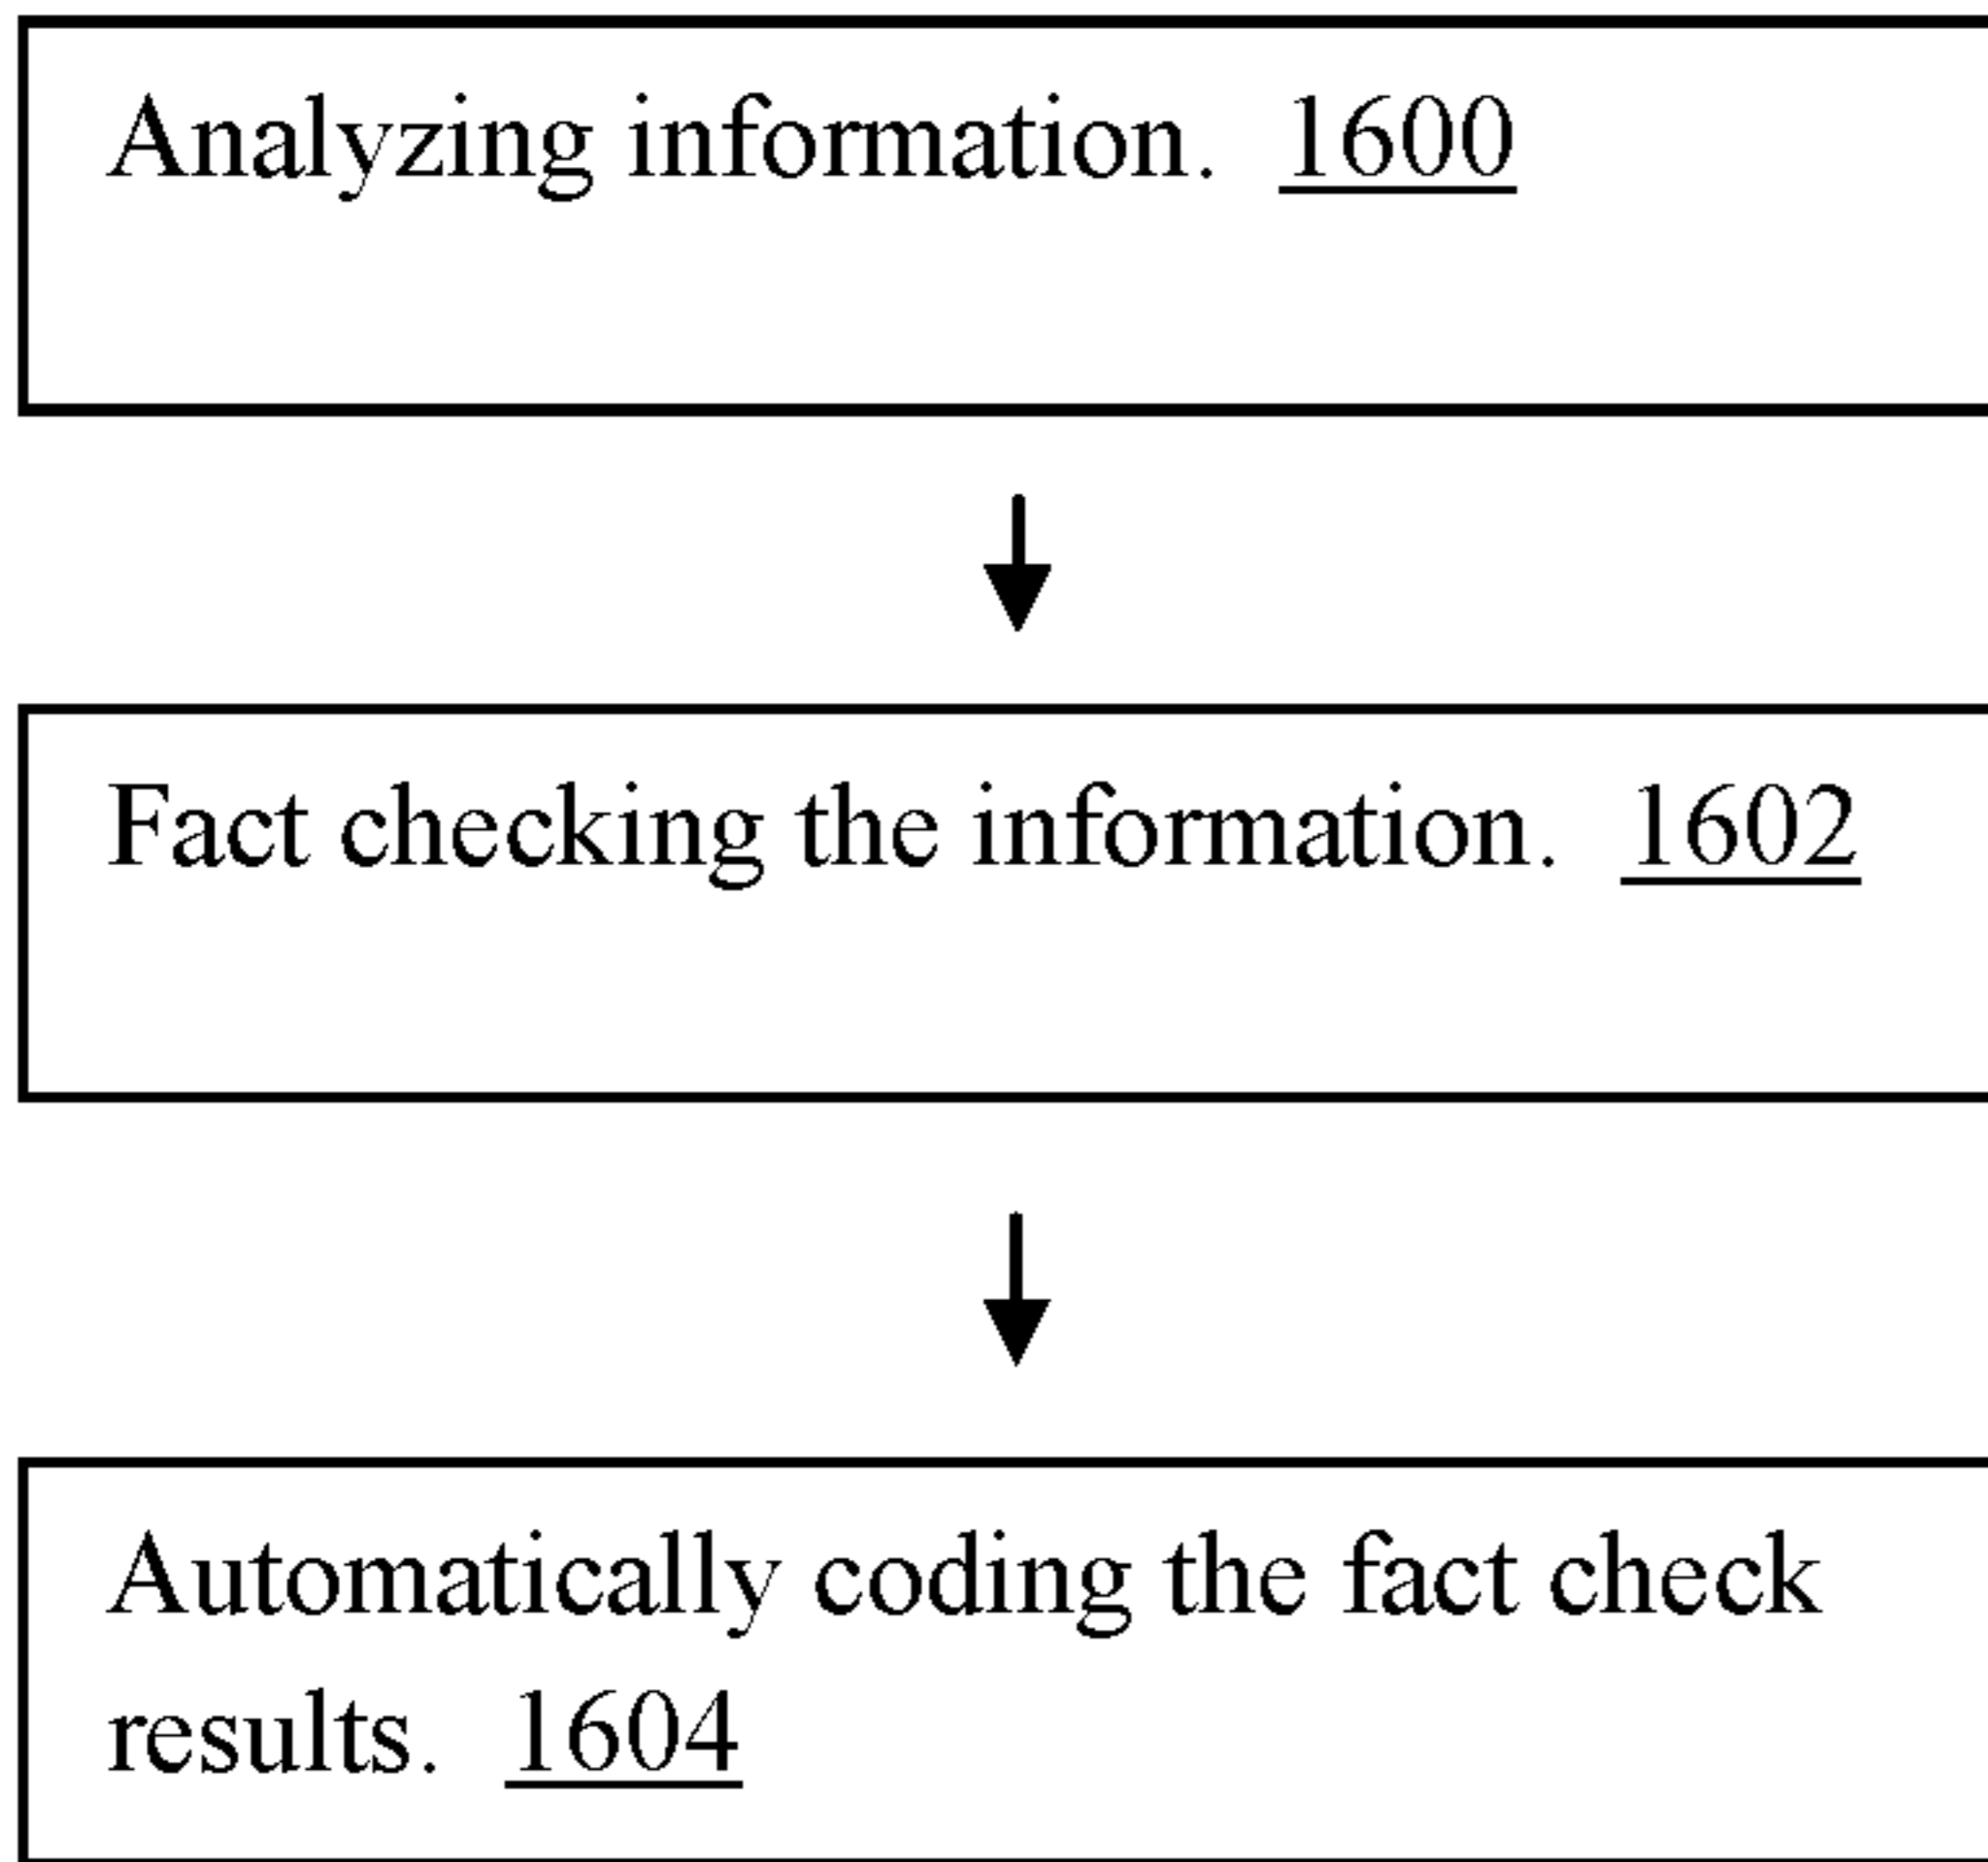 Analyzing information. 1600
Fact checking the information. 1602
Automatically coding the fact check
results. 1604